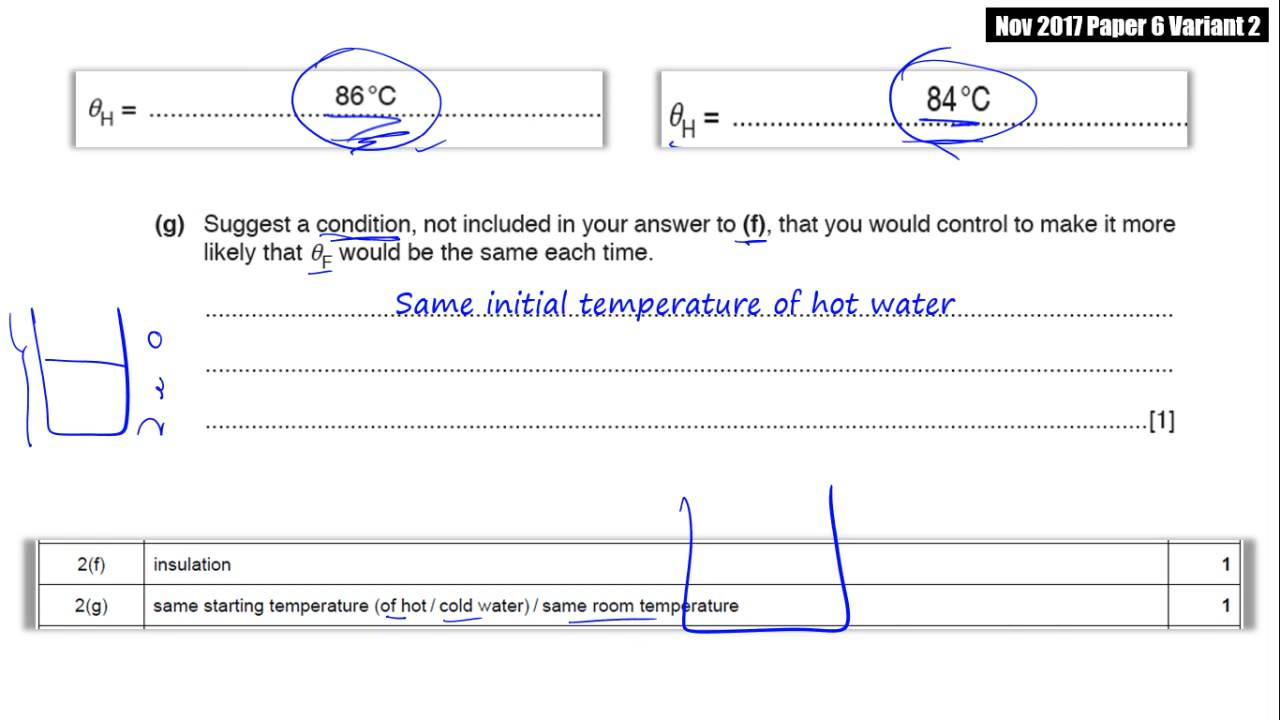 Nov 2017 Paper 6 Variant 2
θH = ........ 86°C ........
θH = ........ 84°C ........
(g) Suggest a condition, not included in your answer to (f), that you would control to make it more
likely that θF would be the same each time.
Same initial temperature of hot water
[1]
2(f) insulation 1
2(g) same starting temperature (of hot / cold water) / same room temperature 1